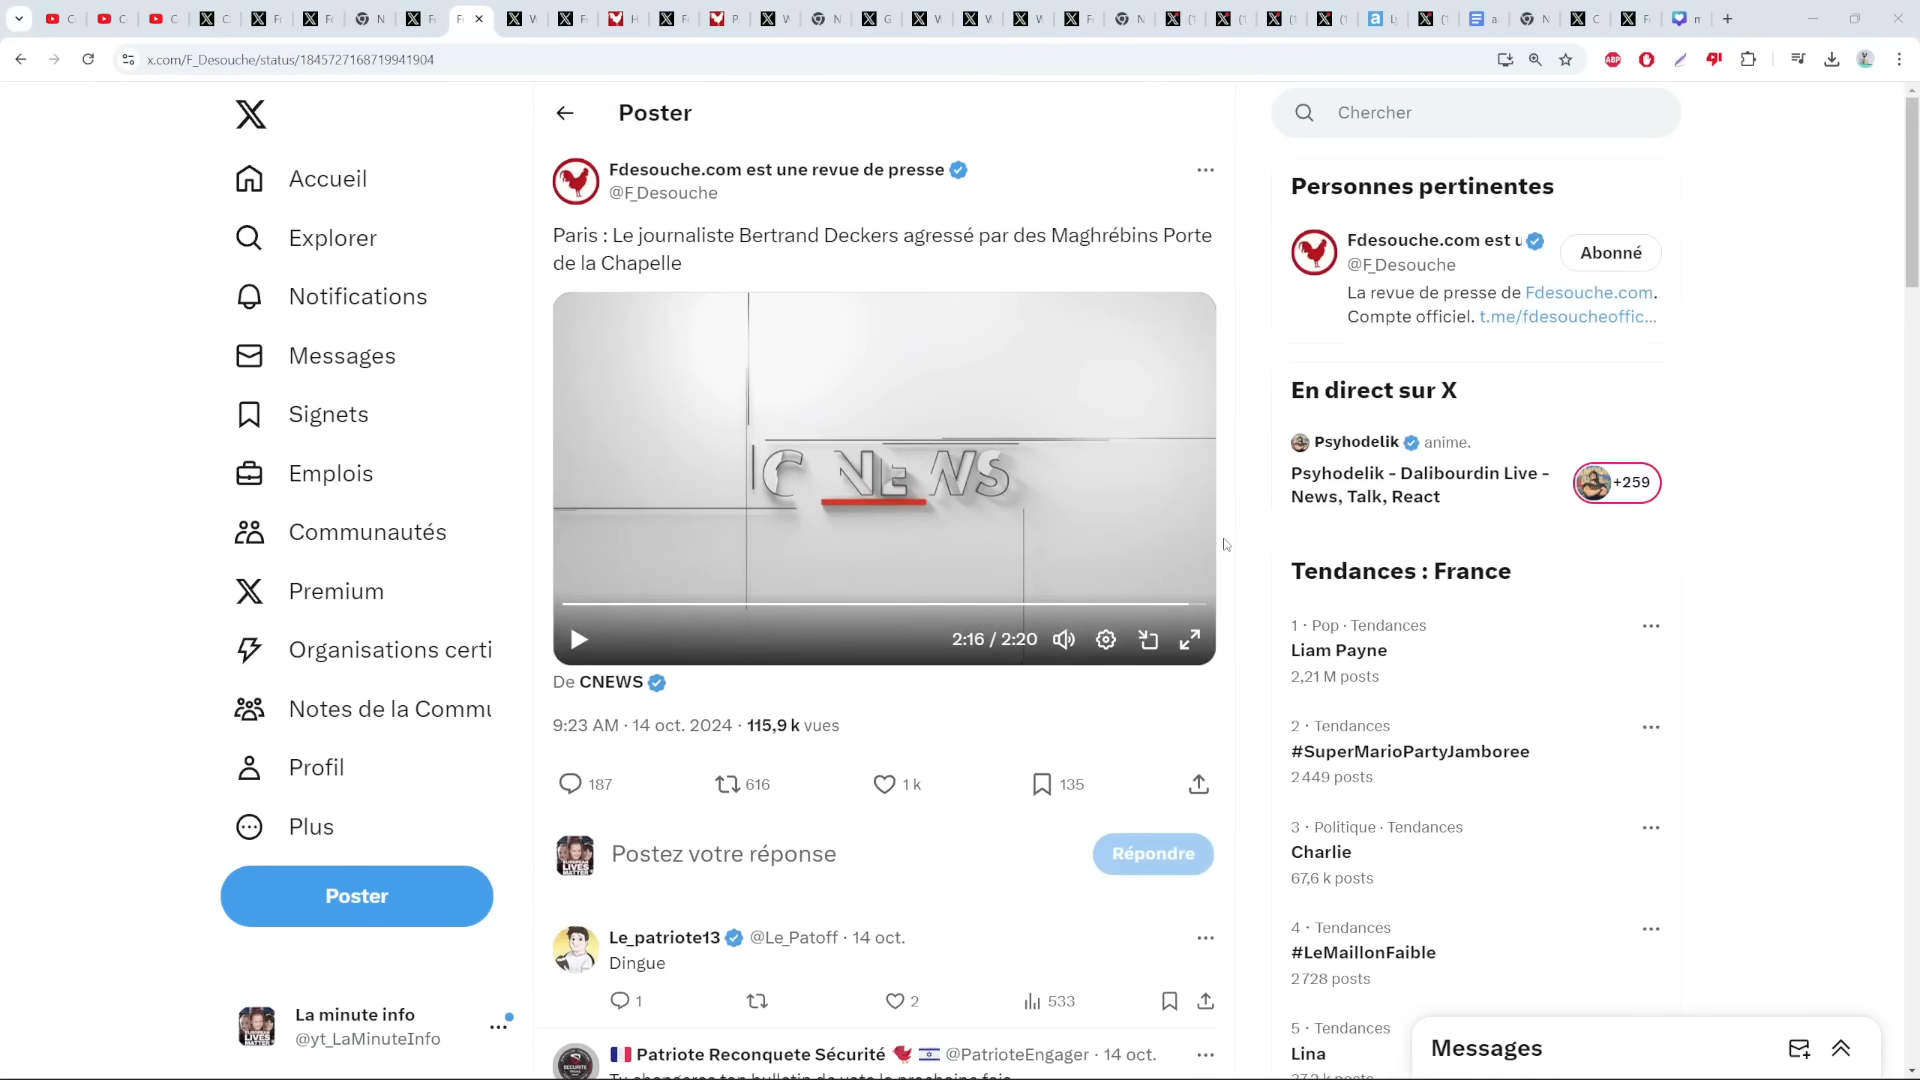 x.com/F_Desouche/status/1845727168719941904
Poster
Chercher
Accueil
Explorer
Notifications
Messages
Signets
Emplois
Communautés
Premium
Organisations certi
Notes de la Commu
Profil
Plus
Poster
La minute info
@yt_LaMinuteInfo
Fdesouche.com est une revue de presse
@F_Desouche
Paris : Le journaliste Bertrand Deckers agressé par des Maghrébins Porte
de la Chapelle
CNEWS
2:16 / 2:20
De CNEWS
9:23 AM · 14 oct. 2024 · 115,9 k vues
187 616 1 k 135
Postez votre réponse
Répondre
Le_patriote13 @Le_Patoff · 14 oct.
Dingue
1 2 533
Patriote Reconquete Sécurité @PatrioteEngager · 14 oct.
Personnes pertinentes
Fdesouche.com est u
@F_Desouche
Abonné
La revue de presse de Fdesouche.com.
Compte officiel. t.me/fdesoucheoffic...
En direct sur X
Psyhodelik anime.
Psyhodelik - Dalibourdin Live -
News, Talk, React
+259
Tendances : France
1 · Pop · Tendances
Liam Payne
2,21 M posts
2 · Tendances
#SuperMarioPartyJamboree
2 449 posts
3 · Politique · Tendances
Charlie
67,6 k posts
4 · Tendances
#LeMaillonFaible
2 728 posts
5 · Tendances
Lina
Messages